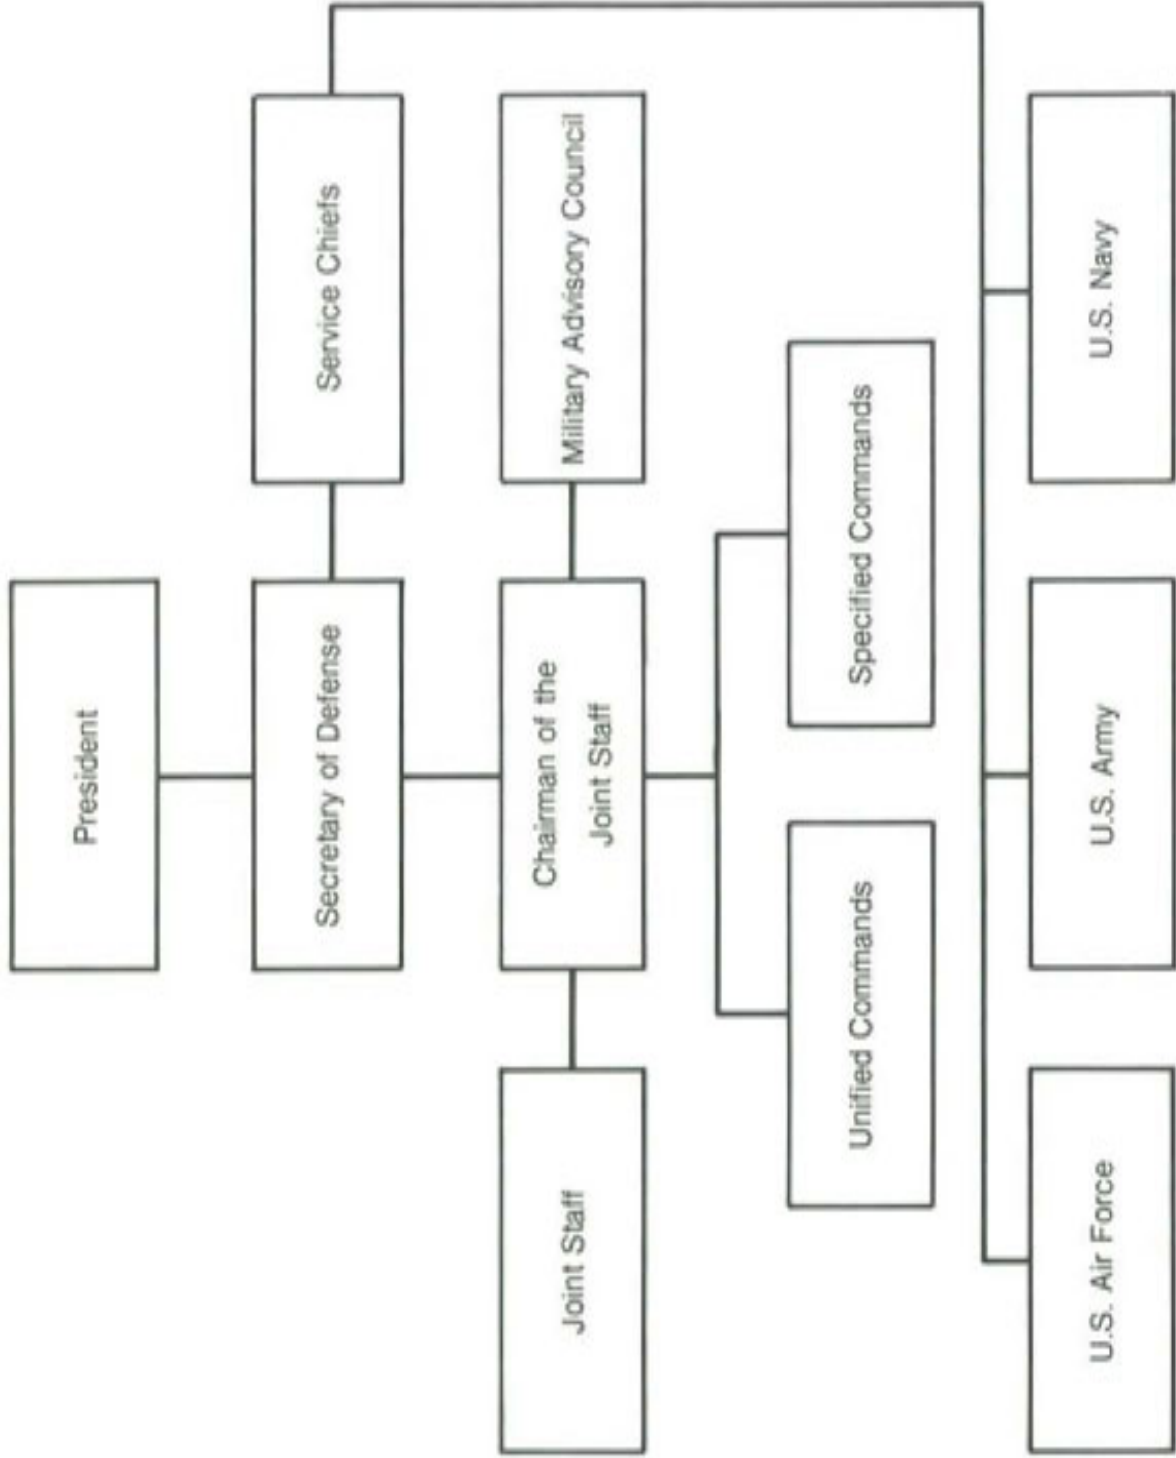 President
Secretary of Defense
Service Chiefs
Joint Staff
Chairman of the
Joint Staff
Military Advisory Council
Unified Commands
Specified Commands
U.S. Air Force
U.S. Army
U.S. Navy